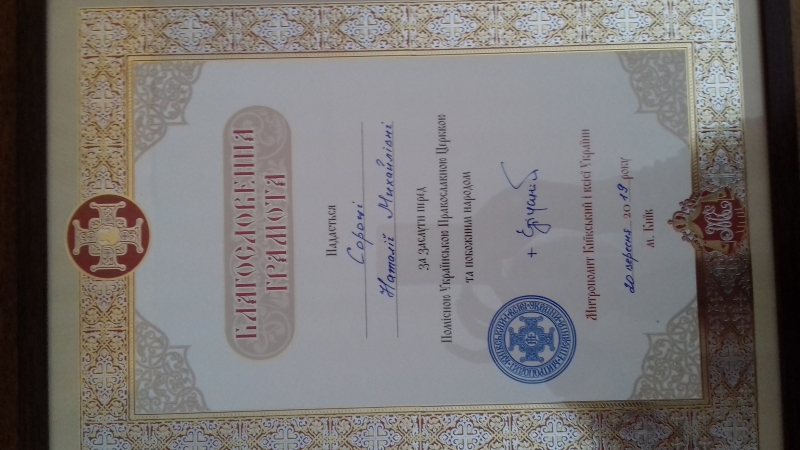 БЛАГОСЛОВЕННА
ГРАМОТА
Надається
Сороці
Наталії Михайлівні
за заслуги перед
Помісною Українською Православною Церквою
та побожним народом
+ Епіфаній
Митрополит Київський і всієї України
20 вересня 2019 року
м. Київ